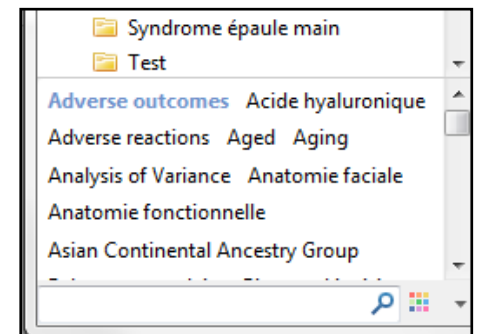 Syndrome épaule main
Test
Adverse outcomes Acide hyaluronique
Adverse reactions Aged Aging
Analysis of Variance Anatomie faciale
Anatomie fonctionnelle
Asian Continental Ancestry Group